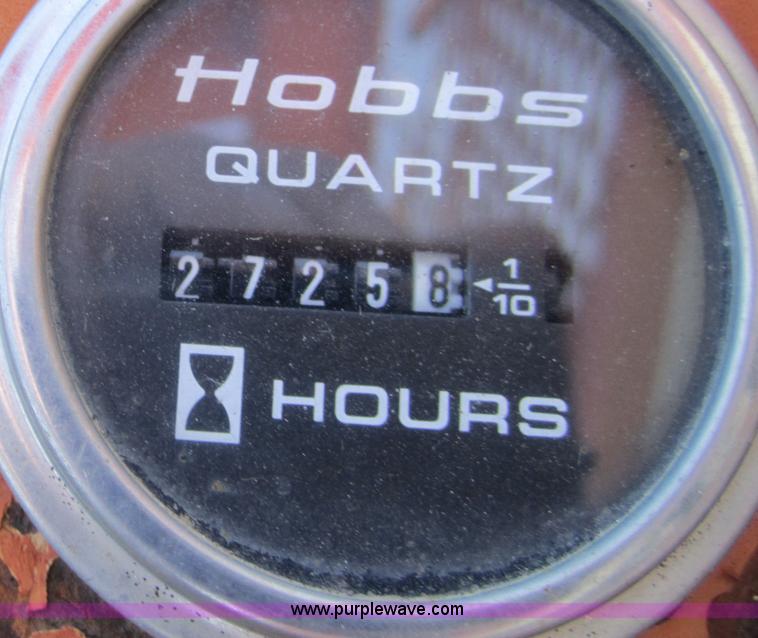 Hobbs
QUARTZ
27258 1/10
HOURS
www.purplewave.com